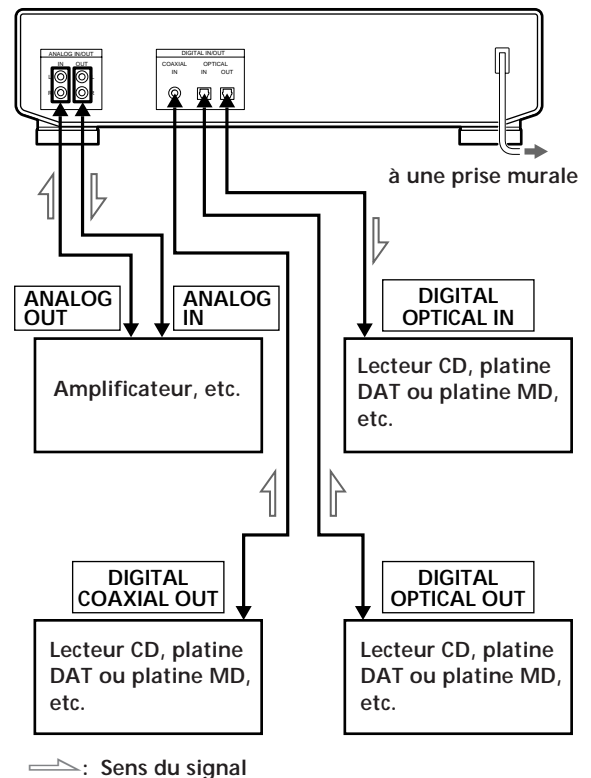 ANALOG IN/OUT
IN OUT
L L
R R
DIGITAL IN/OUT
COAXIAL OPTICAL
IN IN OUT
à une prise murale
ANALOG
OUT
ANALOG
IN
DIGITAL
OPTICAL IN
Amplificateur, etc.
Lecteur CD, platine
DAT ou platine MD,
etc.
DIGITAL
COAXIAL OUT
DIGITAL
OPTICAL OUT
Lecteur CD, platine
DAT ou platine MD,
etc.
Lecteur CD, platine
DAT ou platine MD,
etc.
: Sens du signal